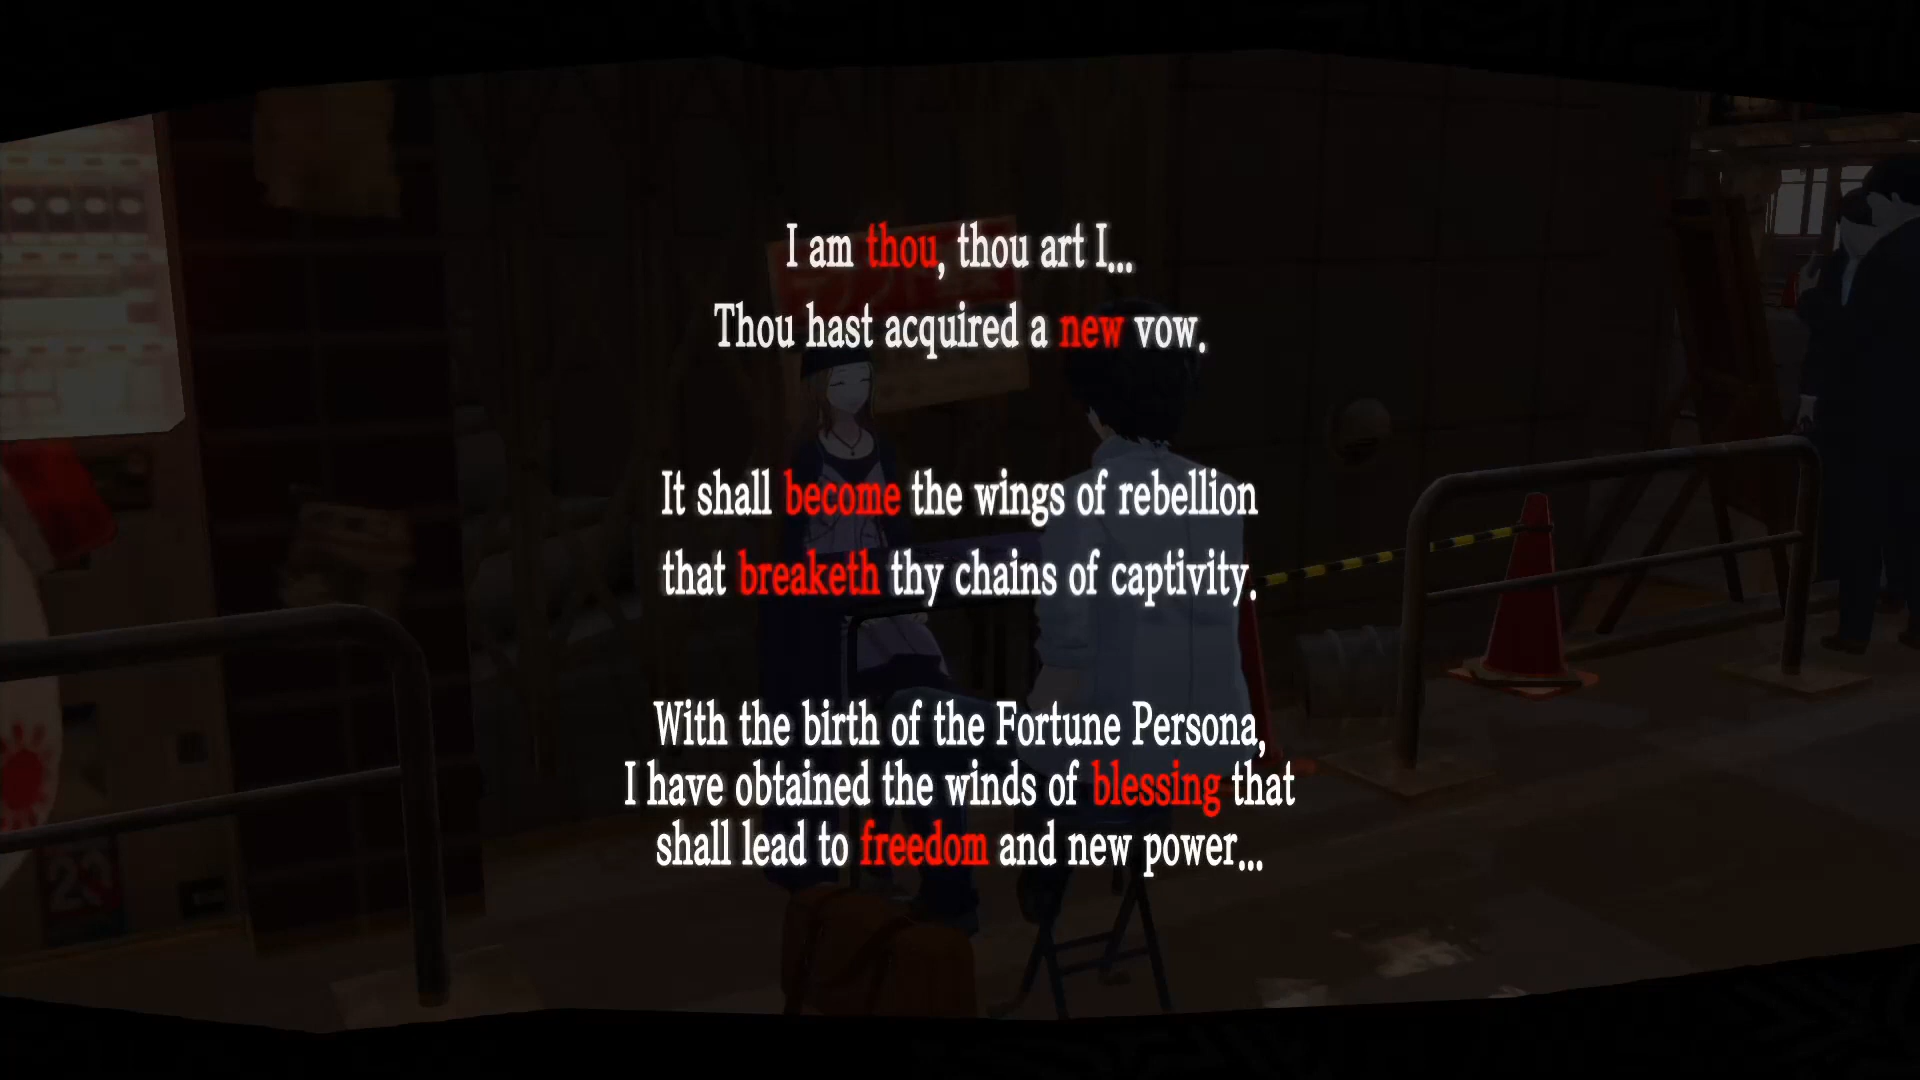 I am thou, thou art I...
Thou hast acquired a new vow.
It shall become the wings of rebellion
that breaketh thy chains of captivity.
With the birth of the Fortune Persona,
I have obtained the winds of blessing that
shall lead to freedom and new power...